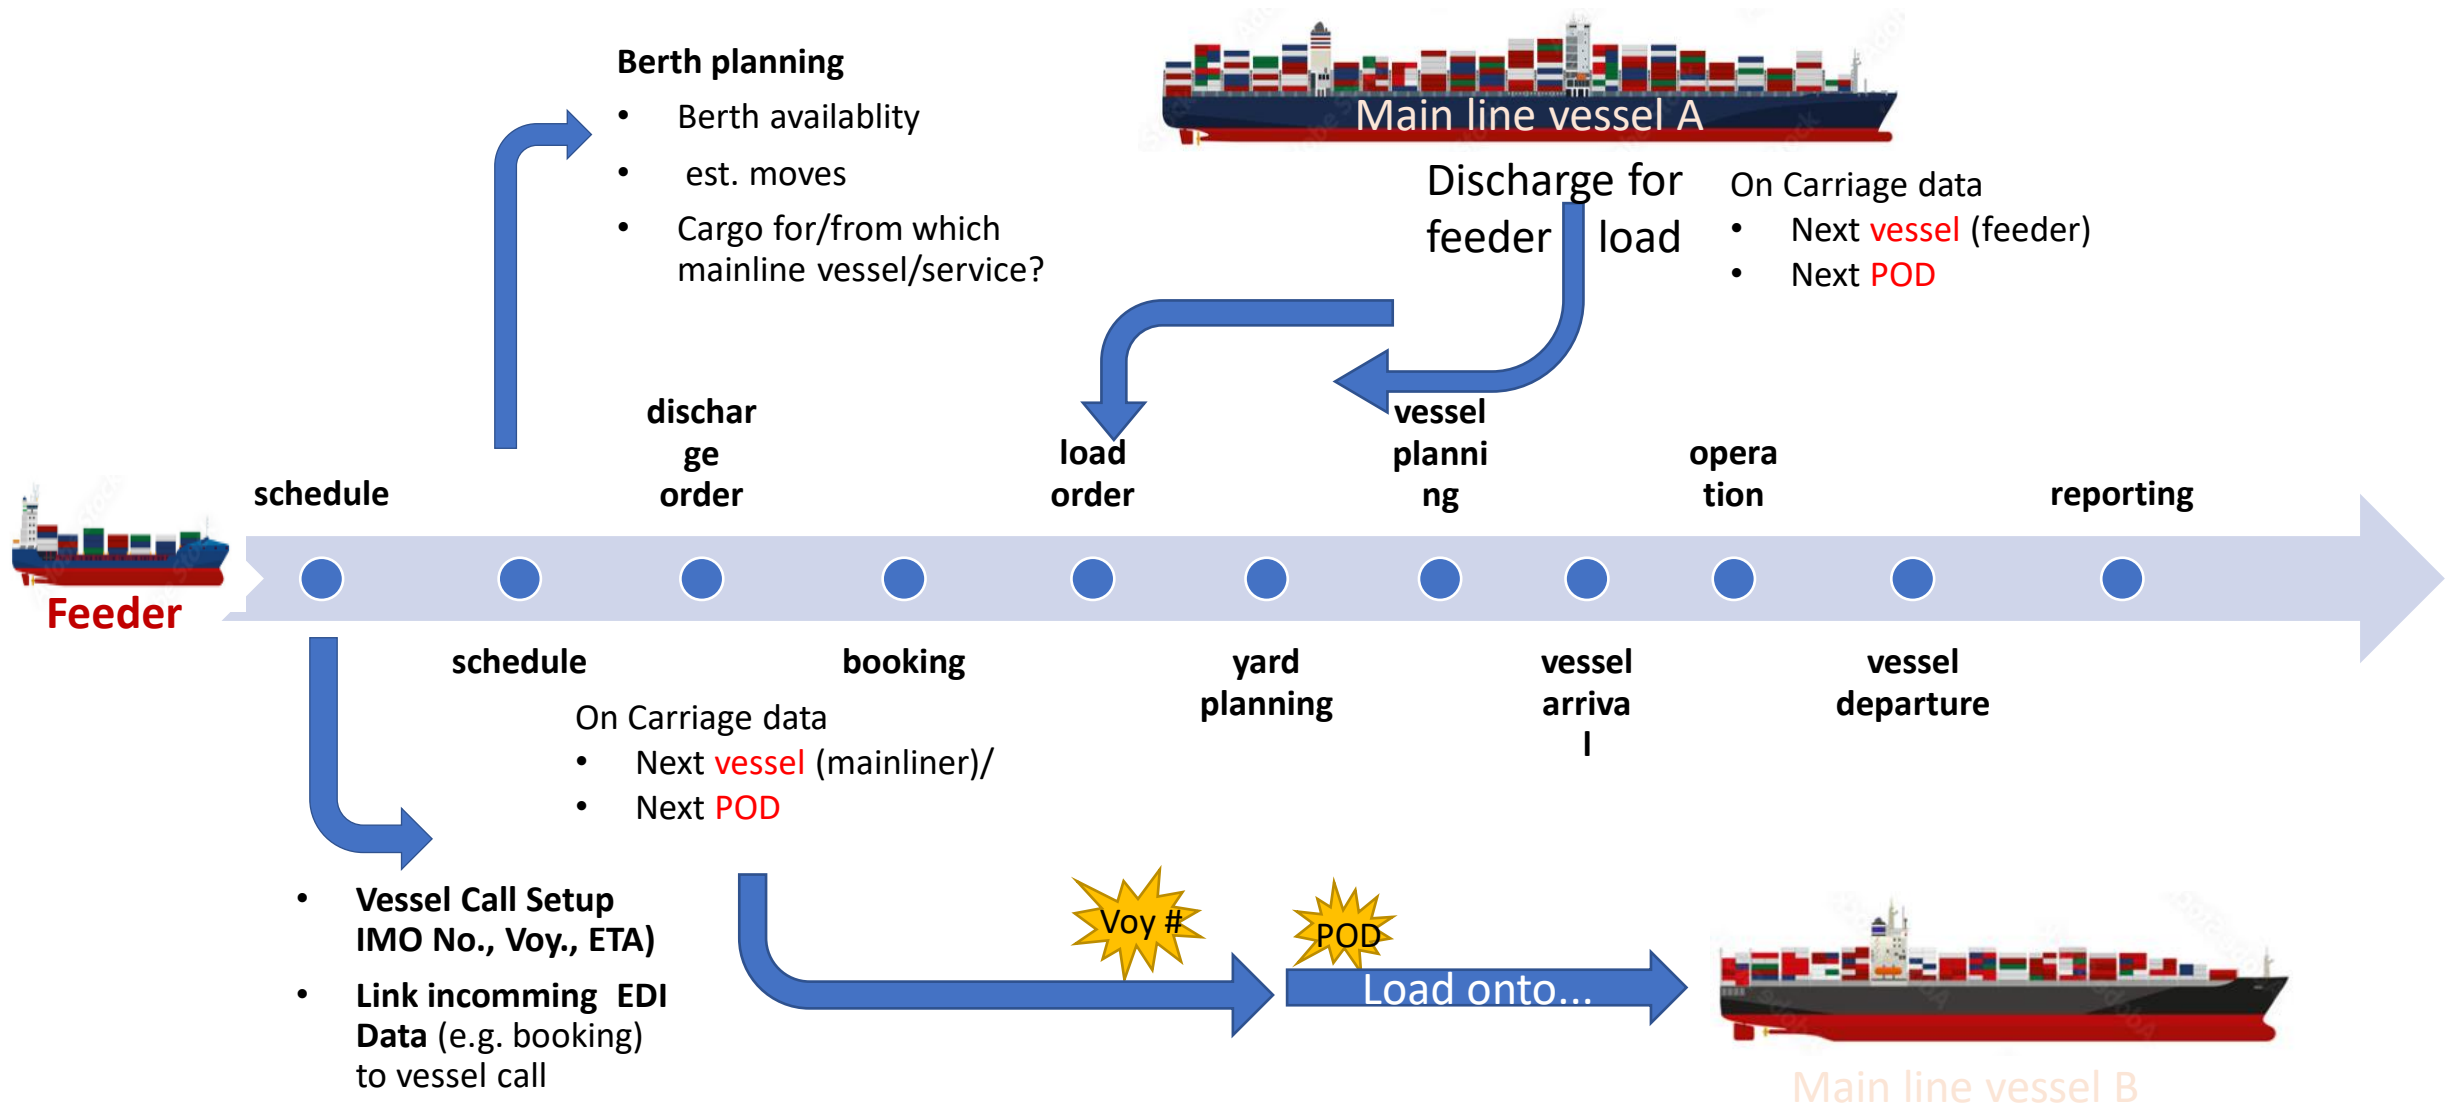 Berth planning
• Berth availablity
• est. moves
• Cargo for/from which
mainline vessel/service?
Main line vessel A
Discharge for
feeder load
On Carriage data
• Next vessel (feeder)
• Next POD
schedule
dischar
ge
order
load
order
vessel
planni
ng
opera
tion
reporting
Feeder
schedule
booking
yard
planning
vessel
arriva
l
vessel
departure
On Carriage data
• Next vessel (mainliner)/
• Next POD
• Vessel Call Setup
IMO No., Voy., ETA)
• Link incomming EDI
Data (e.g. booking)
to vessel call
Voy #
POD
Load onto...
Main line vessel B